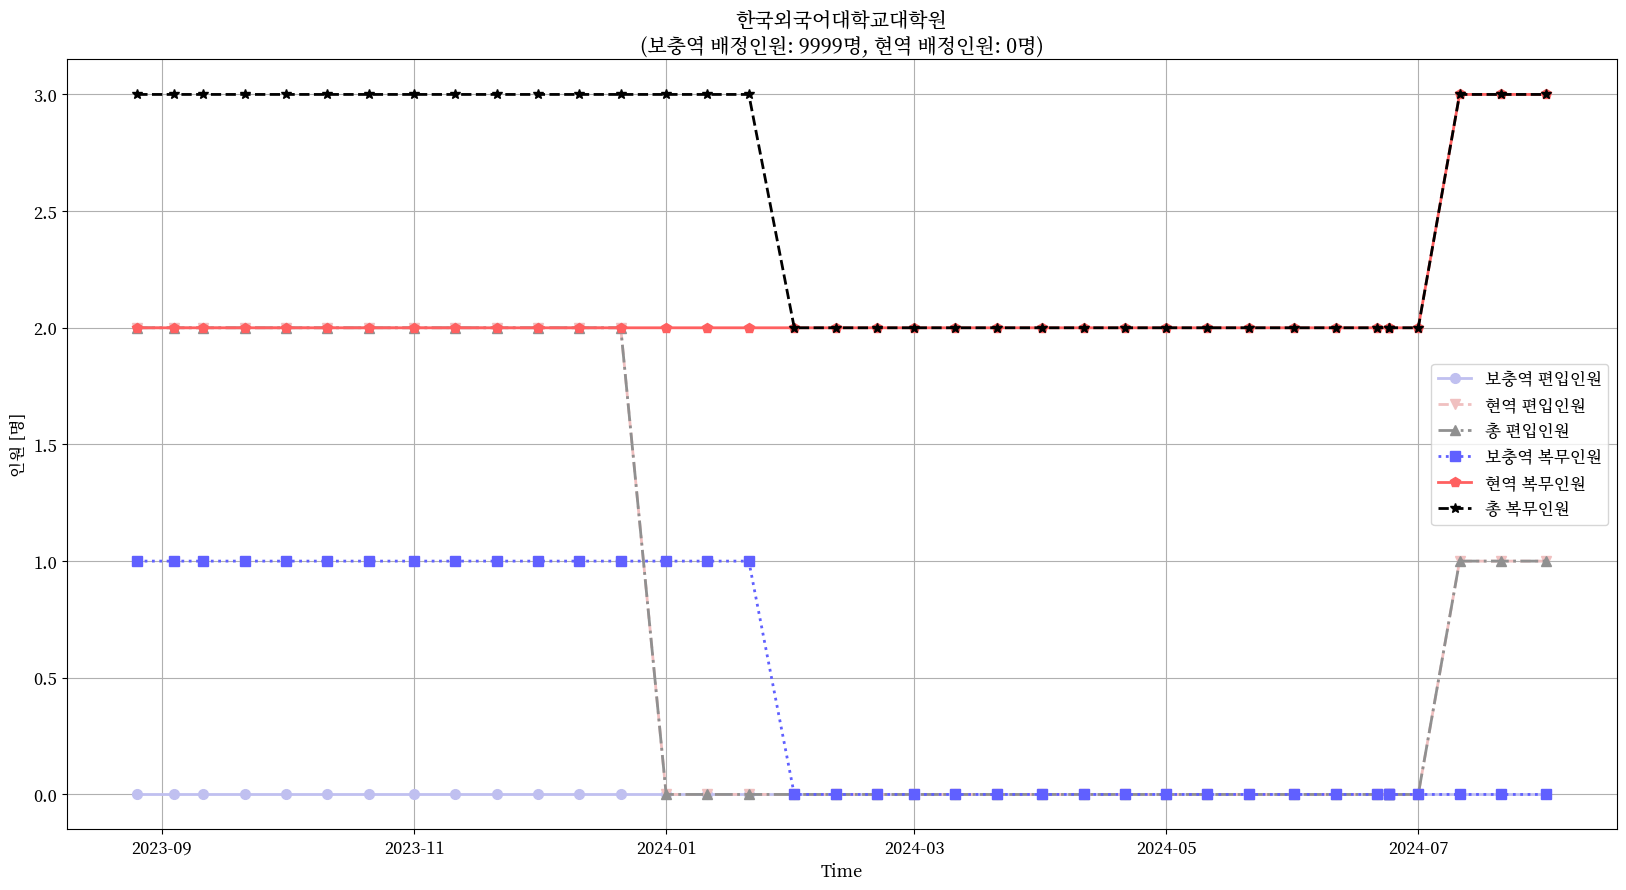 한국외국어대학교대학원
(보충역 배정인원: 9999명, 현역 배정인원: 0명)
인원 [명]
3.0
2.5
2.0
1.5
1.0
0.5
0.0
보충역 편입인원
현역 편입인원
총 편입인원
보충역 복무인원
현역 복무인원
총 복무인원
2023-09
2023-11
2024-01
2024-03
2024-05
2024-07
Time